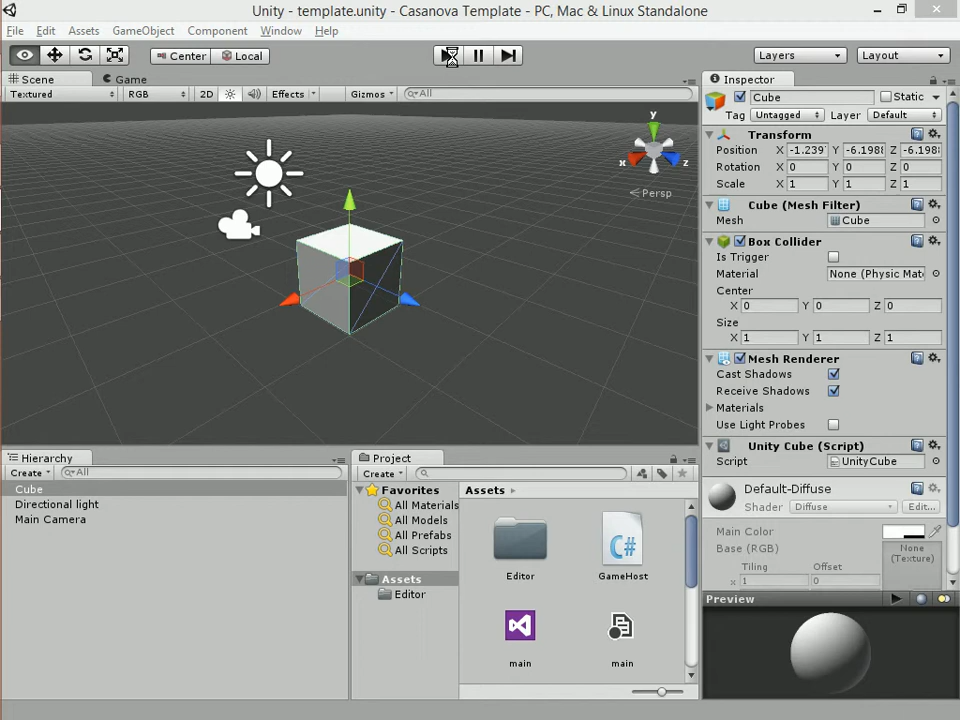 Unity - template.unity - Casanova Template - PC, Mac & Linux Standalone
File Edit Assets GameObject Component Window Help
Center Local Layers Layout
Scene Game
Textured RGB 2D Effects Gizmos All
y
x z
Persp
Inspector
Cube Static
Tag Untagged Layer Default
Transform
Position X -1.239 Y -6.198 Z -6.198
Rotation X 0 Y 0 Z 0
Scale X 1 Y 1 Z 1
Cube (Mesh Filter)
Mesh Cube
Box Collider
Is Trigger
Material None (Physic Mat
Center
X 0 Y 0 Z 0
Size
X 1 Y 1 Z 1
Mesh Renderer
Cast Shadows
Receive Shadows
Materials
Use Light Probes
Unity Cube (Script)
Script UnityCube
Default-Diffuse
Shader Diffuse Edit...
Main Color
Base (RGB)
None
(Texture)
Tiling Offset
x 1 0
Preview
Hierarchy
Create All
Cube
Directional light
Main Camera
Project
Create
Favorites
All Materials
All Models
All Prefabs
All Scripts
Assets
Editor
Assets
Editor
GameHost
C#
main
main